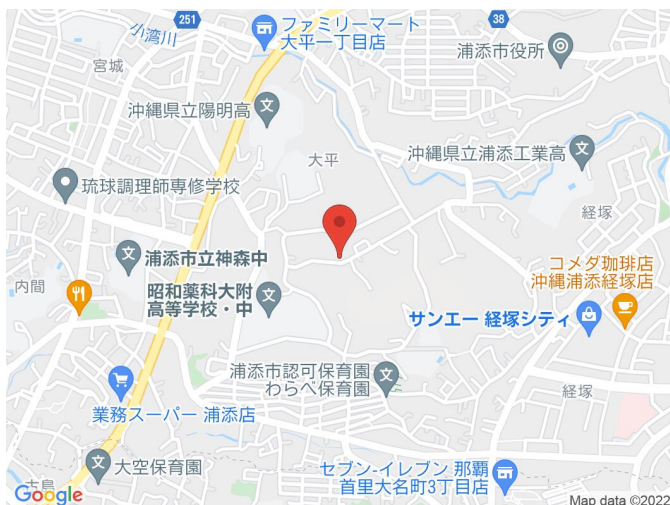 251
小湾川
ファミリーマート
大平一丁目店
38
浦添市役所
宮城
沖縄県立陽明高
大平
沖縄県立浦添工業高
琉球調理師専修学校
経塚
浦添市立神森中
コメダ珈琲店
沖縄浦添経塚店
内間
昭和薬科大附
高等学校・中
サンエー 経塚シティ
浦添市認可保育園
わらべ保育園
経塚
業務スーパー 浦添店
大空保育園
セブン-イレブン 那覇
首里大名町3丁目店
古島
Google
Map data ©2022